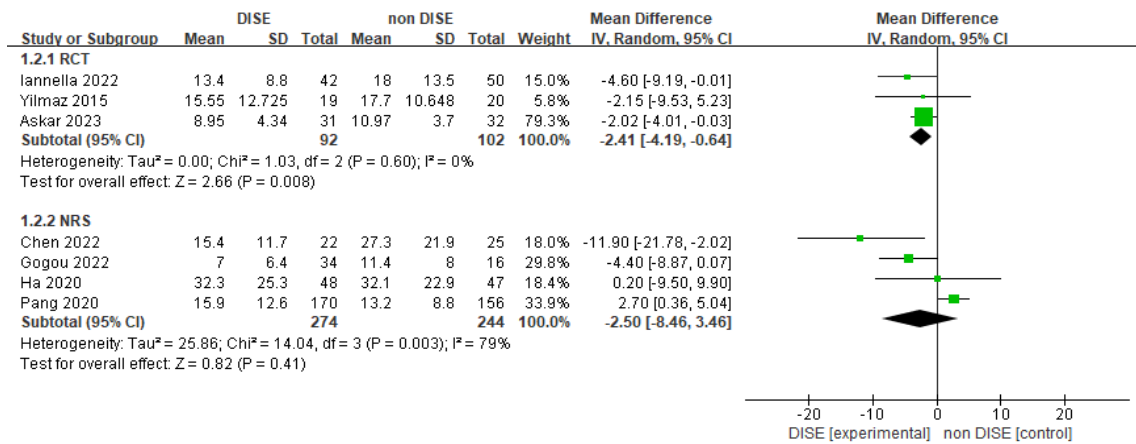 DISE non DISE Mean Difference Mean Difference
Study or Subgroup Mean SD Total Mean SD Total Weight IV, Random, 95% CI IV, Random, 95% CI
1.2.1 RCT
Iannella 2022 13.4 8.8 42 18 13.5 50 15.0% -4.60 [-9.19, -0.01]
Yilmaz 2015 15.55 12.725 19 17.7 10.648 20 5.8% -2.15 [-9.53, 5.23]
Askar 2023 8.95 4.34 31 10.97 3.7 32 79.3% -2.02 [-4.01, -0.03]
Subtotal (95% CI) 92 102 100.0% -2.41 [-4.19, -0.64]
Heterogeneity: Tau² = 0.00; Chi² = 1.03, df = 2 (P = 0.60); I² = 0%
Test for overall effect: Z = 2.66 (P = 0.008)
1.2.2 NRS
Chen 2022 15.4 11.7 22 27.3 21.9 25 18.0% -11.90 [-21.78, -2.02]
Gogou 2022 7 6.4 34 11.4 8 16 29.8% -4.40 [-8.87, 0.07]
Ha 2020 32.3 25.3 48 32.1 22.9 47 18.4% 0.20 [-9.50, 9.90]
Pang 2020 15.9 12.6 170 13.2 8.8 156 33.9% 2.70 [0.36, 5.04]
Subtotal (95% CI) 274 244 100.0% -2.50 [-8.46, 3.46]
Heterogeneity: Tau² = 25.86; Chi² = 14.04, df = 3 (P = 0.003); I² = 79%
Test for overall effect: Z = 0.82 (P = 0.41)
-20 -10 0 10 20
DISE [experimental] non DISE [control]